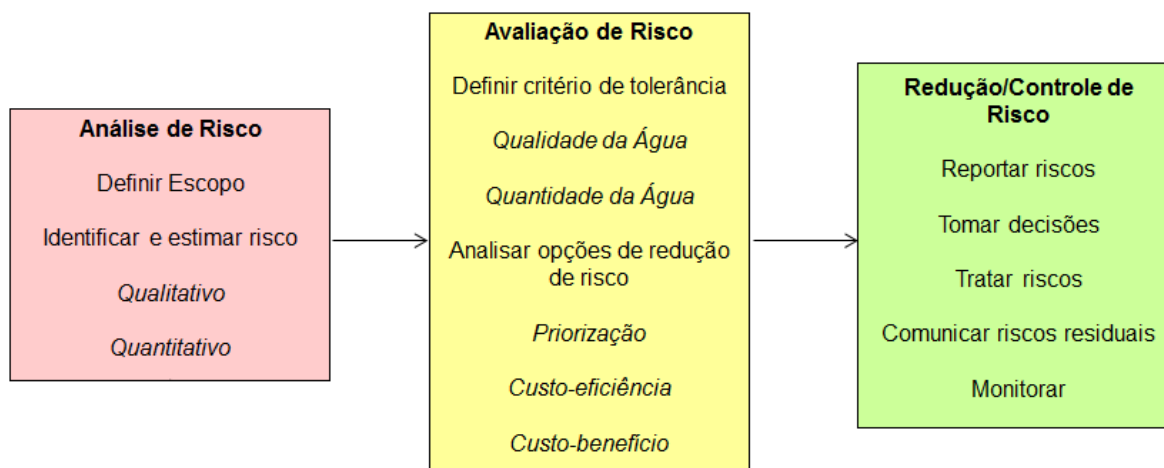 Análise de Risco
Definir Escopo
Identificar e estimar risco
Qualitativo
Quantitativo
Avaliação de Risco
Definir critério de tolerância
Qualidade da Água
Quantidade da Água
Analisar opções de redução
de risco
Priorização
Custo-eficiência
Custo-benefício
Redução/Controle de
Risco
Reportar riscos
Tomar decisões
Tratar riscos
Comunicar riscos residuais
Monitorar